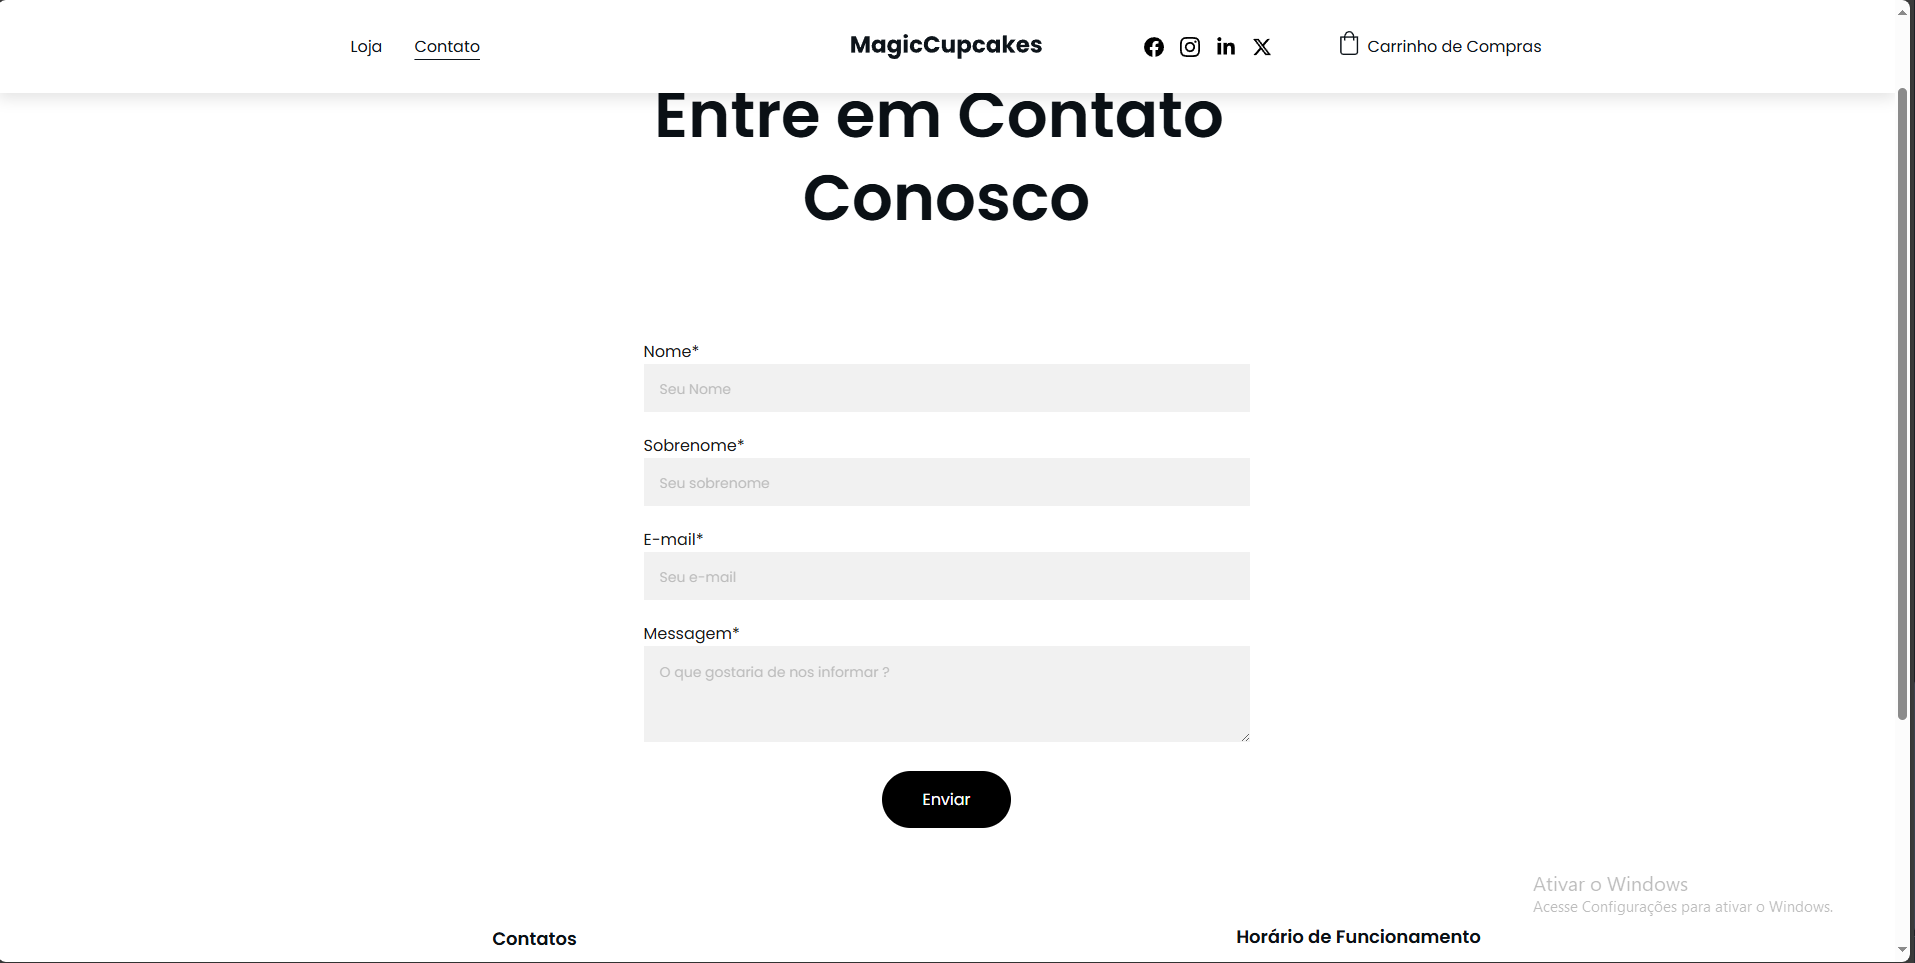 Loja
Contato
MagicCupcakes
Carrinho de Compras
Entre em Contato
Conosco
Nome*
Seu Nome
Sobrenome*
Seu sobrenome
E-mail*
Seu e-mail
Messagem*
O que gostaria de nos informar ?
Enviar
Ativar o Windows
Acesse Configurações para ativar o Windows.
Contatos
Horário de Funcionamento